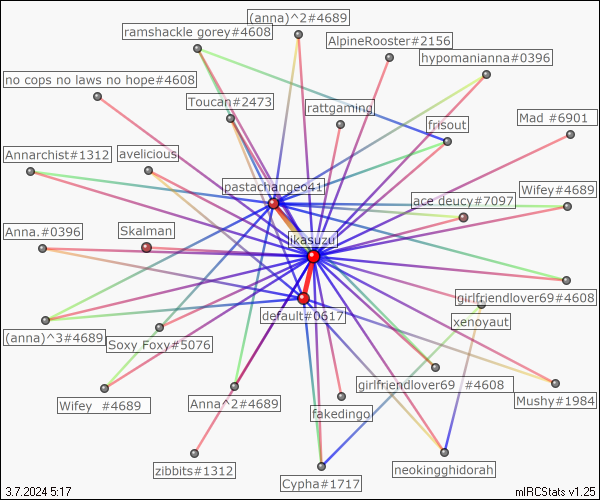 (anna)^2#4689
ramshackle gorey#4608
AlpineRooster#2156
hypomanianna#0396
no cops no laws no hope#4608
Toucan#2473
rattgaming
Mad #6901
frisout
Annarchist#1312
avelicious
pastachangeo41
Wifey#4689
ace deucy#7097
Anna.#0396
Skalman
ikasuzu
girlfriendlover69#4608
default#0617
xenoyaut
(anna)^3#4689
Soxy Foxy#5076
girlfriendlover69   #4608
Mushy#1984
Wifey  #4689
Anna^2#4689
fakedingo
zibbits#1312
Cypha#1717
neokingghidorah
3.7.2024 5:17
mIRCStats v1.25